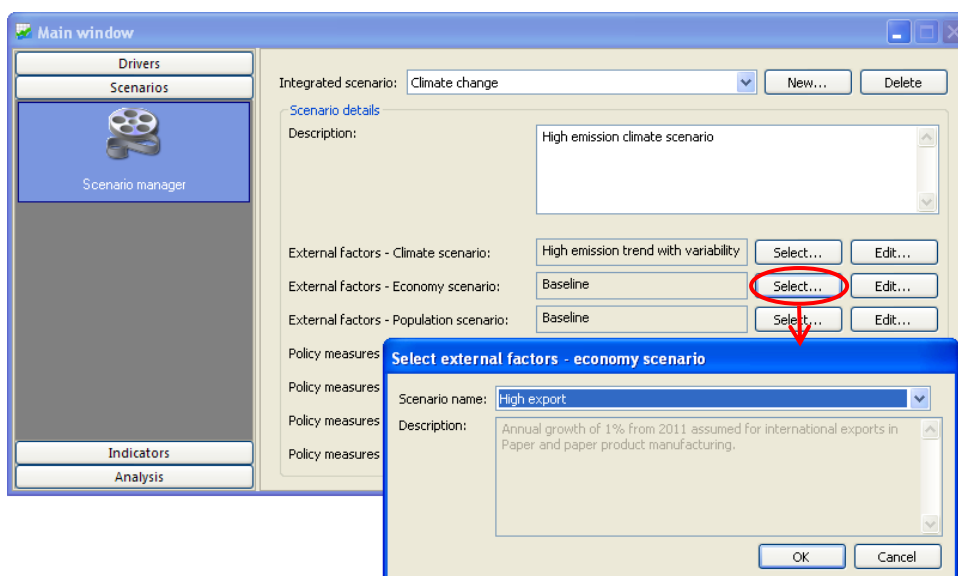 Main window
Drivers
Scenarios
Scenario manager
Indicators
Analysis
Integrated scenario: Climate change New... Delete
Scenario details
Description: High emission climate scenario
External factors - Climate scenario: High emission trend with variability Select... Edit...
External factors - Economy scenario: Baseline Select... Edit...
External factors - Population scenario: Baseline Select... Edit...
Policy measures
Policy measures
Policy measures
Policy measures
Select external factors - economy scenario
Scenario name: High export
Description: Annual growth of 1% from 2011 assumed for international exports in
Paper and paper product manufacturing.
OK Cancel